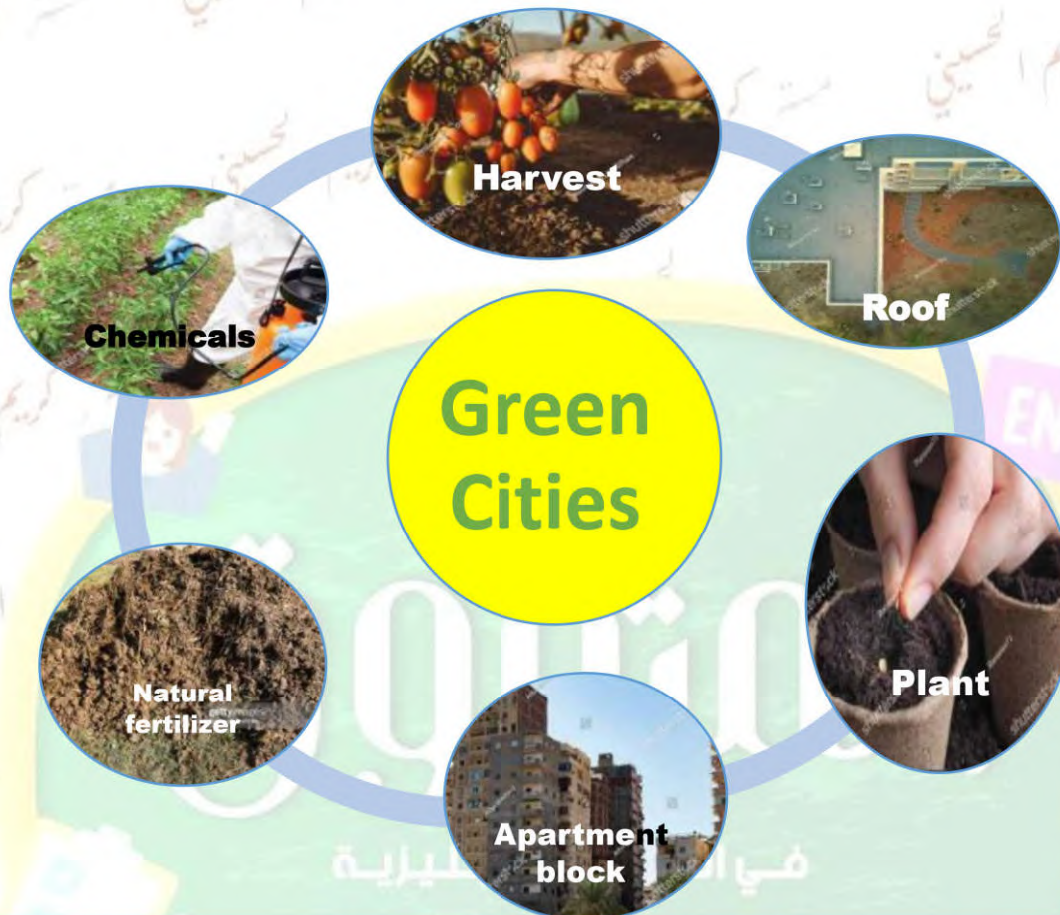 Harvest
Roof
Chemicals
Green
Cities
Plant
Natural
fertilizer
Apartment
block